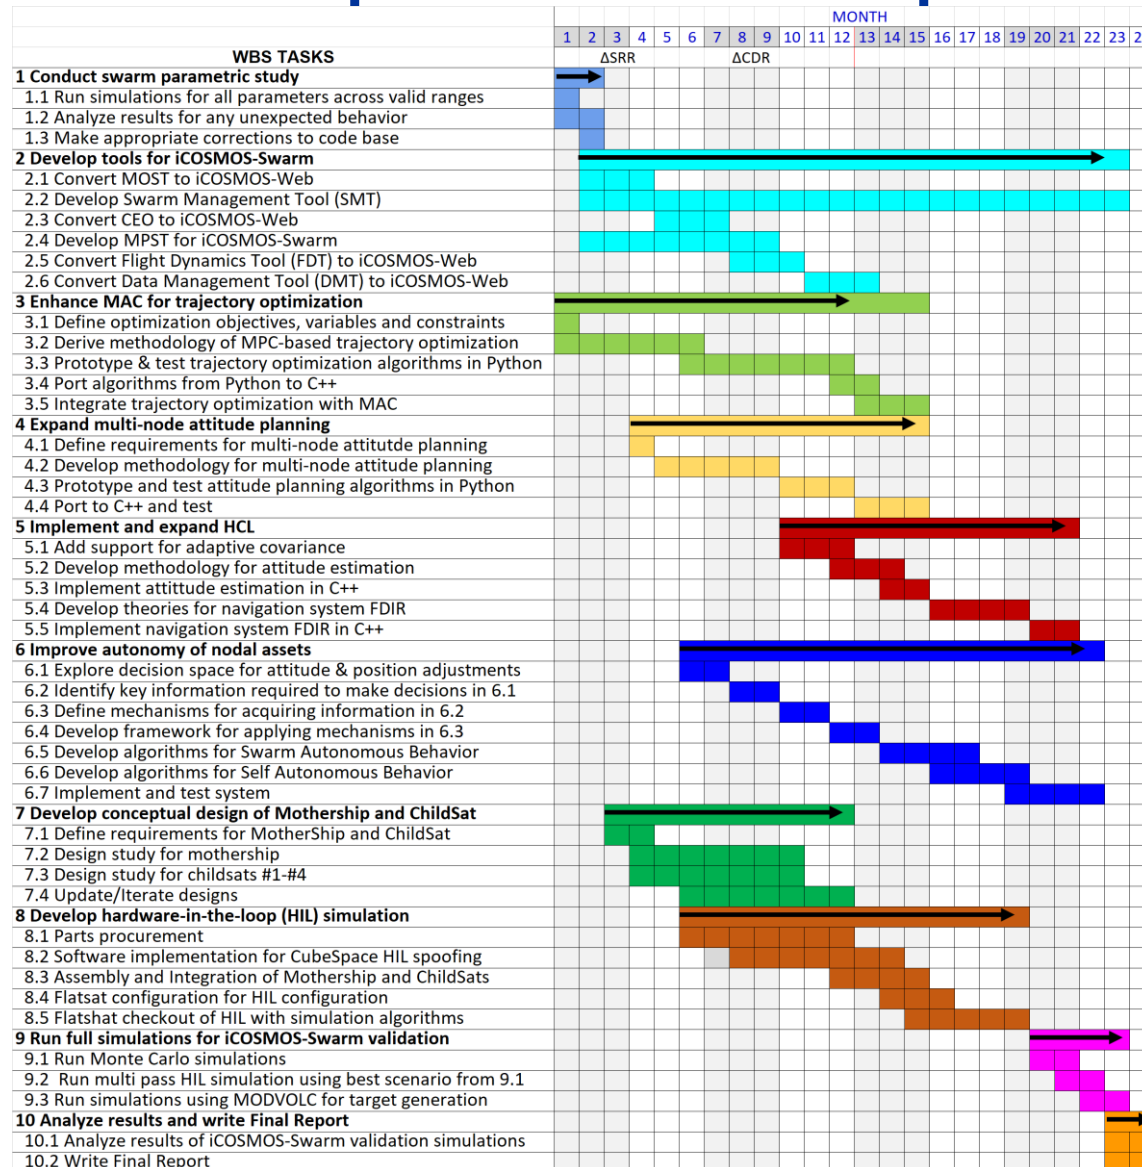 MONTH
1 2 3 4 5 6 7 8 9 10 11 12 13 14 15 16 17 18 19 20 21 22 23
WBS TASKS ΔSRR ΔCDR
1 Conduct swarm parametric study
1.1 Run simulations for all parameters across valid ranges
1.2 Analyze results for any unexpected behavior
1.3 Make appropriate corrections to code base
2 Develop tools for iCOSMOS-Swarm
2.1 Convert MOST to iCOSMOS-Web
2.2 Develop Swarm Management Tool (SMT)
2.3 Convert CEO to iCOSMOS-Web
2.4 Develop MPST for iCOSMOS-Swarm
2.5 Convert Flight Dynamics Tool (FDT) to iCOSMOS-Web
2.6 Convert Data Management Tool (DMT) to iCOSMOS-Web
3 Enhance MAC for trajectory optimization
3.1 Define optimization objectives, variables and constraints
3.2 Derive methodology of MPC-based trajectory optimization
3.3 Prototype & test trajectory optimization algorithms in Python
3.4 Port algorithms from Python to C++
3.5 Integrate trajectory optimization with MAC
4 Expand multi-node attitude planning
4.1 Define requirements for multi-node attitutde planning
4.2 Develop methodology for multi-node attitude planning
4.3 Prototype and test attitude planning algorithms in Python
4.4 Port to C++ and test
5 Implement and expand HCL
5.1 Add support for adaptive covariance
5.2 Develop methodology for attitude estimation
5.3 Implement attittude estimation in C++
5.4 Develop theories for navigation system FDIR
5.5 Implement navigation system FDIR in C++
6 Improve autonomy of nodal assets
6.1 Explore decision space for attitude & position adjustments
6.2 Identify key information required to make decisions in 6.1
6.3 Define mechanisms for acquiring information in 6.2
6.4 Develop framework for applying mechanisms in 6.3
6.5 Develop algorithms for Swarm Autonomous Behavior
6.6 Develop algorithms for Self Autonomous Behavior
6.7 Implement and test system
7 Develop conceptual design of Mothership and ChildSat
7.1 Define requirements for MotherShip and ChildSat
7.2 Design study for mothership
7.3 Design study for childsats #1-#4
7.4 Update/Iterate designs
8 Develop hardware-in-the-loop (HIL) simulation
8.1 Parts procurement
8.2 Software implementation for CubeSpace HIL spoofing
8.3 Assembly and Integration of Mothership and ChildSats
8.4 Flatsat configuration for HIL configuration
8.5 Flatshat checkout of HIL with simulation algorithms
9 Run full simulations for iCOSMOS-Swarm validation
9.1 Run Monte Carlo simulations
9.2 Run multi pass HIL simulation using best scenario from 9.1
9.3 Run simulations using MODVOLC for target generation
10 Analyze results and write Final Report
10.1 Analyze results of iCOSMOS-Swarm validation simulations
10.2 Write Final Report